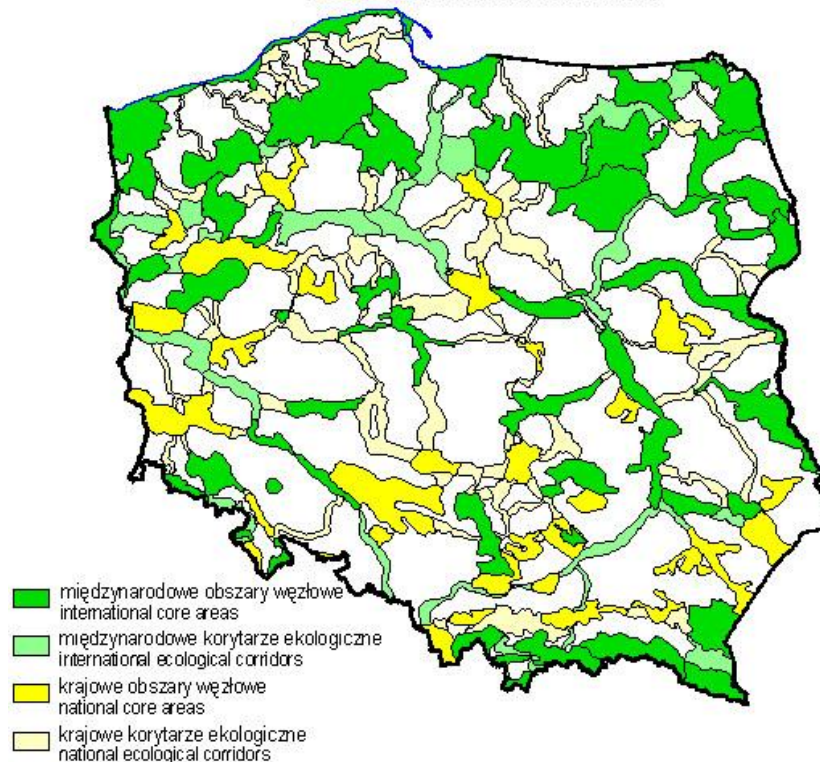 międzynarodowe obszary węzłowe
international core areas
międzynarodowe korytarze ekologiczne
international ecological corridors
krajowe obszary węzłowe
national core areas
krajowe korytarze ekologiczne
national ecological corridors